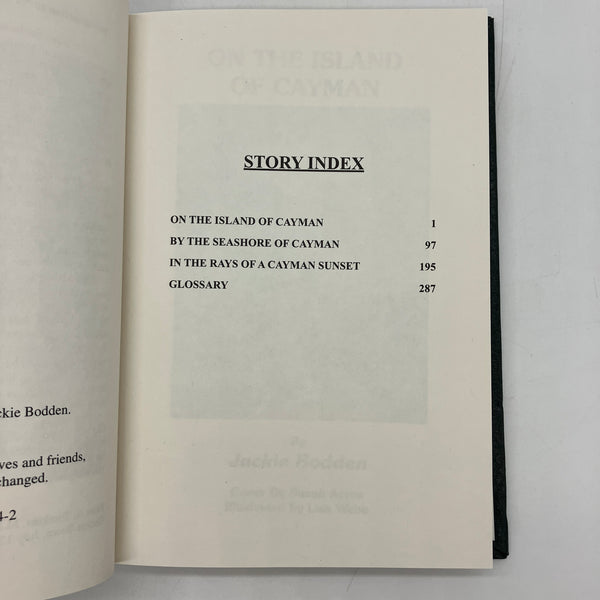 STORY INDEX
ON THE ISLAND OF CAYMAN 1
BY THE SEASHORE OF CAYMAN 97
IN THE RAYS OF A CAYMAN SUNSET 195
GLOSSARY 287
ckie Bodden.
ves and friends,
changed.
4-2
ON THE ISLAND
OF CAYMAN
By
Jackie Bodden